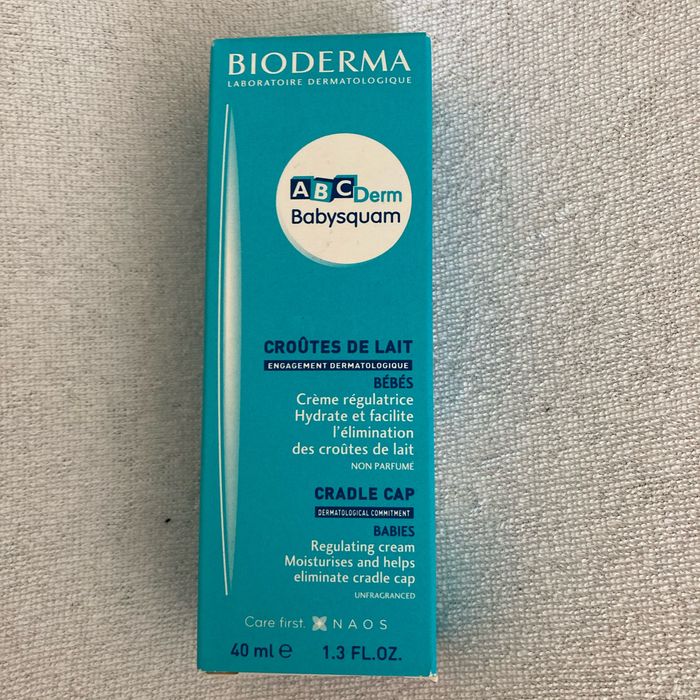 BIODERMA
LABORATOIRE DERMATOLOGIQUE
ABCDerm
Babysquam
CROÛTES DE LAIT
ENGAGEMENT DERMATOLOGIQUE
BÉBÉS
Crème régulatrice
Hydrate et facilite
l'élimination
des croûtes de lait
NON PARFUMÉ
CRADLE CAP
DERMATOLOGICAL COMMITMENT
BABIES
Regulating cream
Moisturises and helps
eliminate cradle cap
UNFRAGRANCED
Care first. NAOS
40 ml ℮ 1.3 FL.OZ.